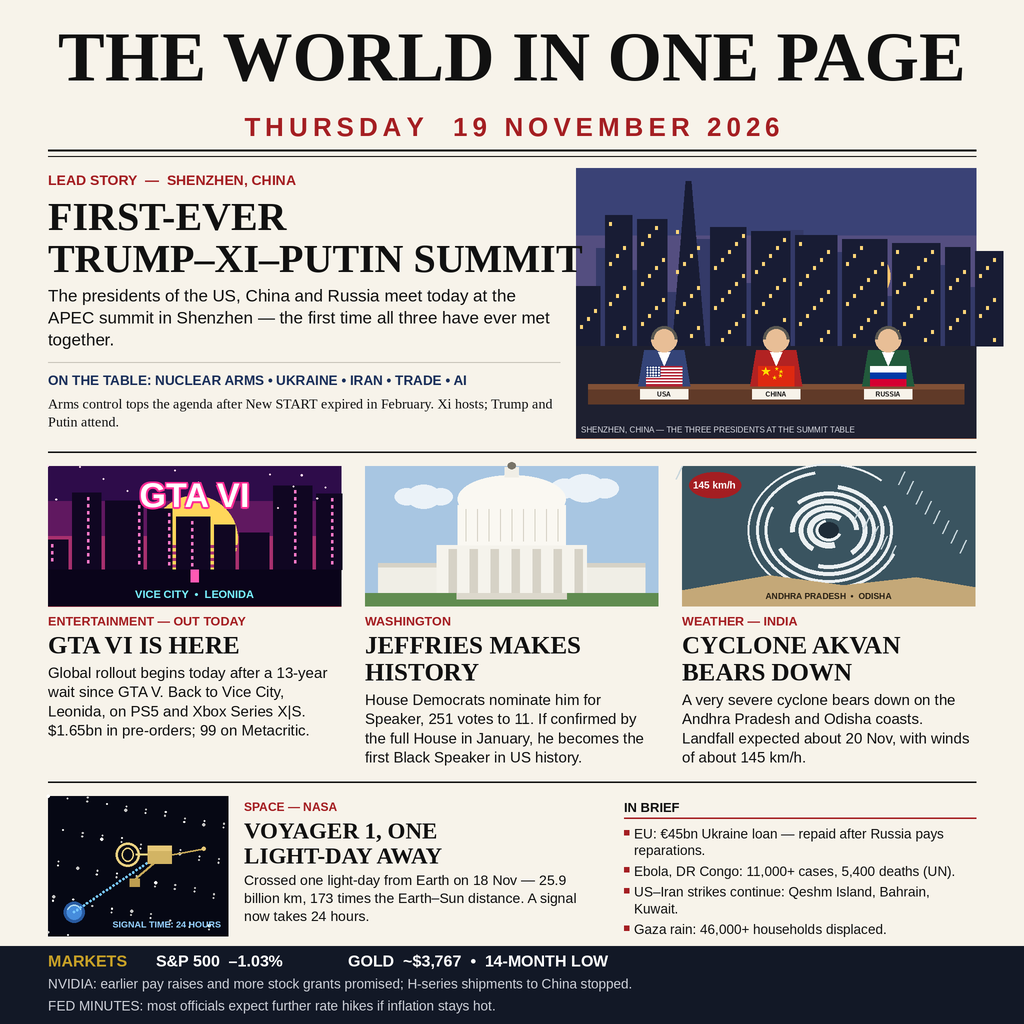 THE WORLD IN ONE PAGE
THURSDAY 19 NOVEMBER 2026
LEAD STORY — SHENZHEN, CHINA
FIRST-EVER
TRUMP–XI–PUTIN SUMMIT
The presidents of the US, China and Russia meet today at the
APEC summit in Shenzhen — the first time all three have ever met
together.
ON THE TABLE: NUCLEAR ARMS • UKRAINE • IRAN • TRADE • AI
Arms control tops the agenda after New START expired in February. Xi hosts; Trump and
Putin attend.
USA
CHINA
RUSSIA
SHENZHEN, CHINA — THE THREE PRESIDENTS AT THE SUMMIT TABLE
GTA VI
VICE CITY • LEONIDA
ENTERTAINMENT — OUT TODAY
GTA VI IS HERE
Global rollout begins today after a 13-year
wait since GTA V. Back to Vice City,
Leonida, on PS5 and Xbox Series X|S.
$1.65bn in pre-orders; 99 on Metacritic.
WASHINGTON
JEFFRIES MAKES
HISTORY
House Democrats nominate him for
Speaker, 251 votes to 11. If confirmed by
the full House in January, he becomes the
first Black Speaker in US history.
145 km/h
ANDHRA PRADESH • ODISHA
WEATHER — INDIA
CYCLONE AKVAN
BEARS DOWN
A very severe cyclone bears down on the
Andhra Pradesh and Odisha coasts.
Landfall expected about 20 Nov, with winds
of about 145 km/h.
SIGNAL TIME: 24 HOURS
SPACE — NASA
VOYAGER 1, ONE
LIGHT-DAY AWAY
Crossed one light-day from Earth on 18 Nov — 25.9
billion km, 173 times the Earth–Sun distance. A signal
now takes 24 hours.
IN BRIEF
EU: €45bn Ukraine loan — repaid after Russia pays
reparations.
Ebola, DR Congo: 11,000+ cases, 5,400 deaths (UN).
US–Iran strikes continue: Qeshm Island, Bahrain,
Kuwait.
Gaza rain: 46,000+ households displaced.
MARKETS S&P 500 –1.03% GOLD ~$3,767 • 14-MONTH LOW
NVIDIA: earlier pay raises and more stock grants promised; H-series shipments to China stopped.
FED MINUTES: most officials expect further rate hikes if inflation stays hot.